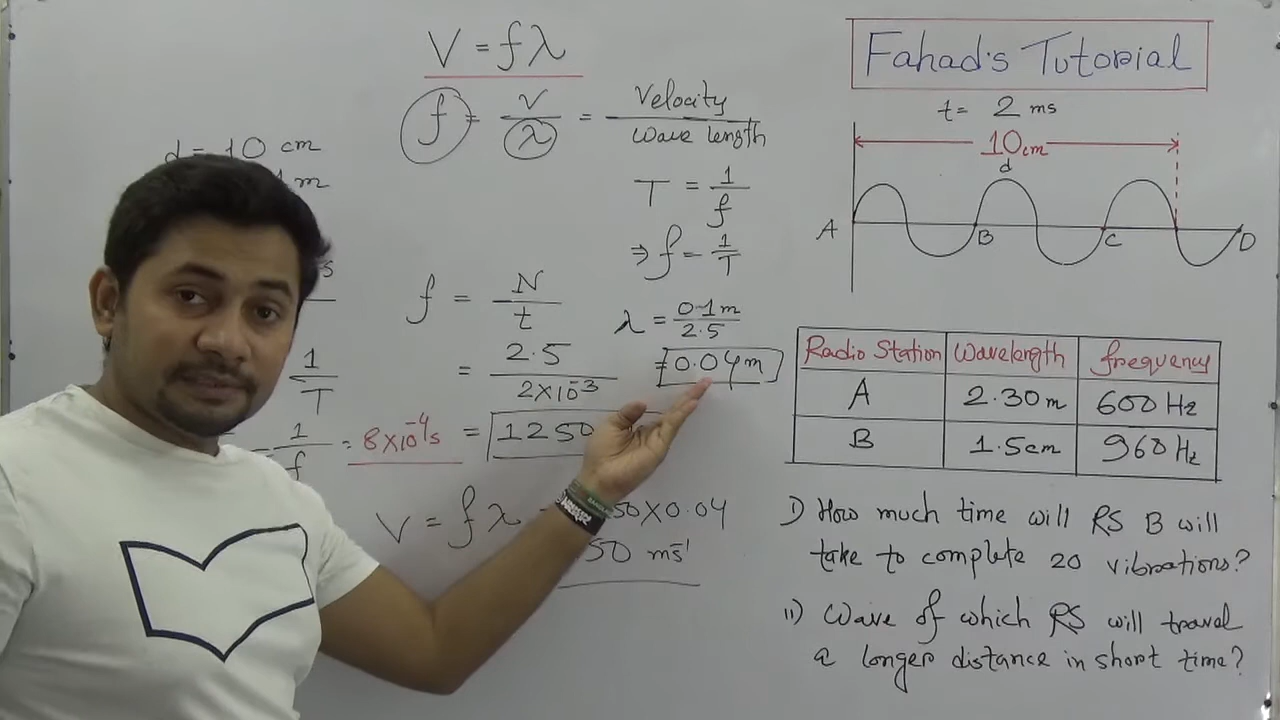 V = fλ
f = v/λ = Velocity / Wave length
d = 10 cm
m
T = 1/f
⇒ f = 1/T
s
f = N/t
λ = 0.1m / 2.5
= 0.04m
1/T
= 2.5 / 2×10⁻³
= 1/f = 8×10⁻⁴s
= 1250
V = fλ = 50×0.04
50 ms⁻¹
Fahad's Tutorial
t = 2 ms
10cm
d
A B C D
Radio Station Wavelength frequency
A 2.30m 600 Hz
B 1.5cm 960 Hz
I) How much time will RS B will
take to complete 20 vibrations?
II) Wave of which RS will travel
a longer distance in short time?